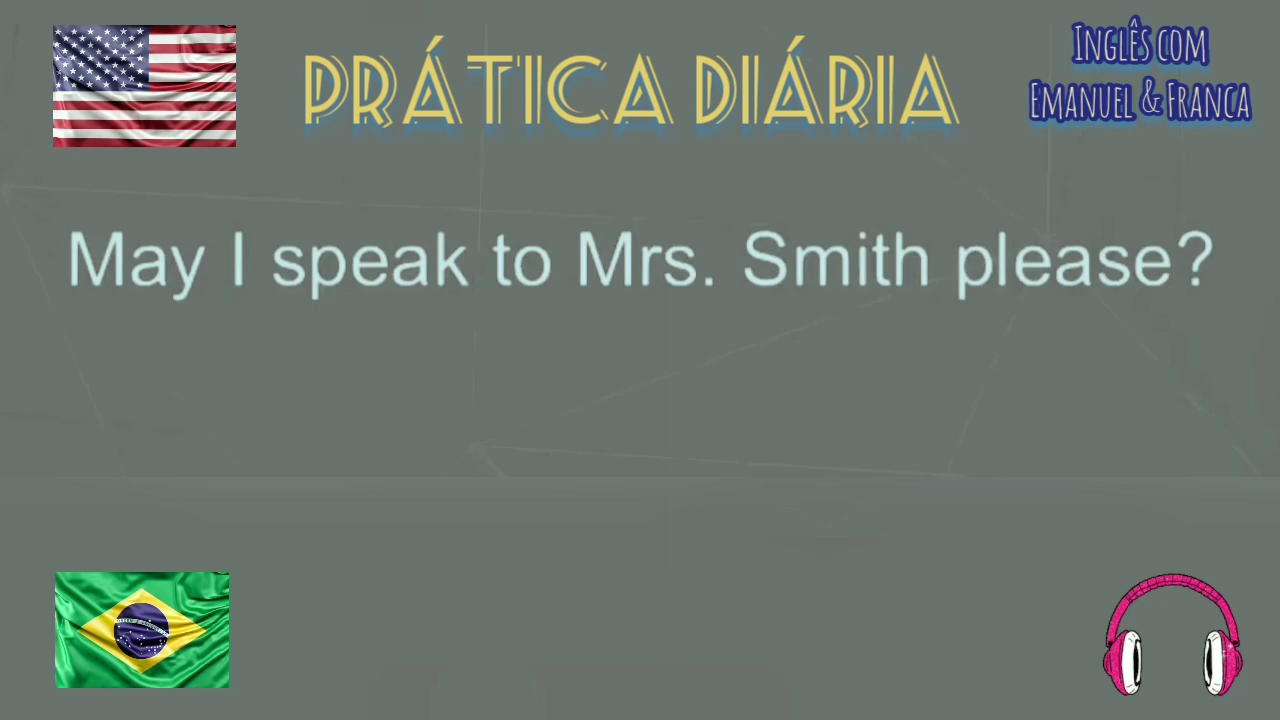 PRÁTICA DIÁRIA
Inglês com
Emanuel & Franca
May I speak to Mrs. Smith please?